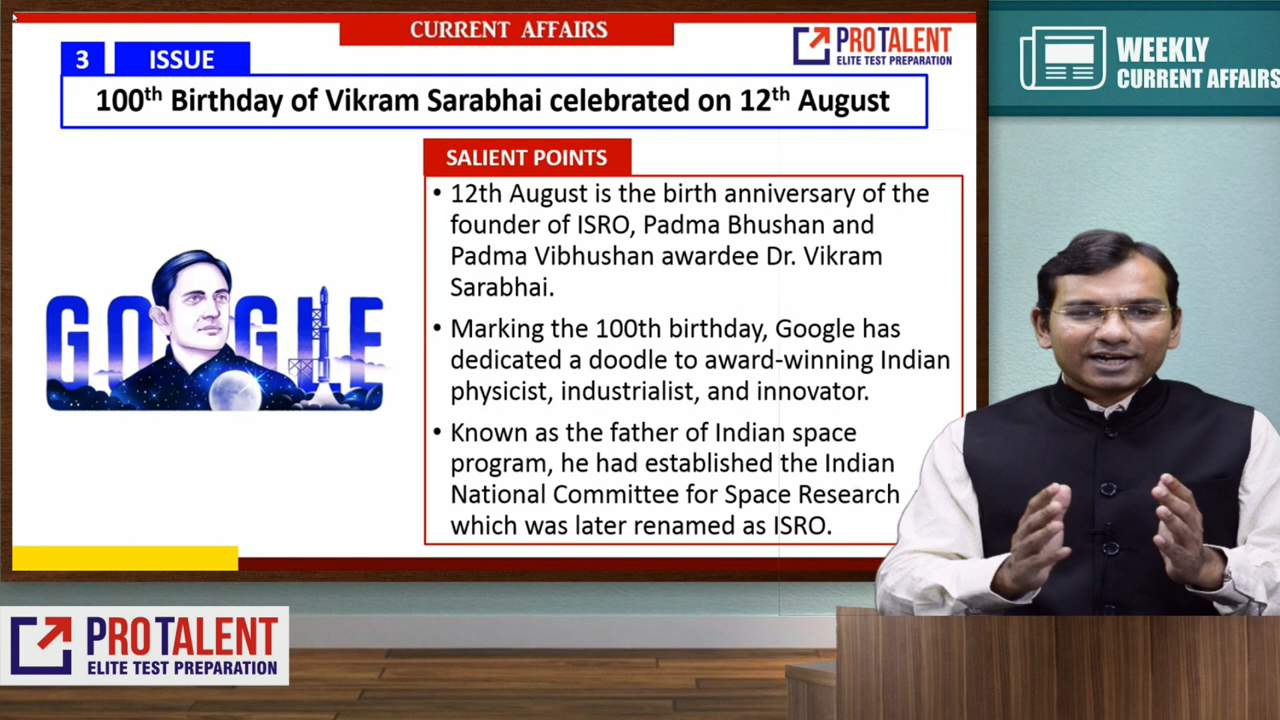 CURRENT AFFAIRS
PROTALENT
ELITE TEST PREPARATION
WEEKLY
CURRENT AFFAIRS
3 ISSUE
100th Birthday of Vikram Sarabhai celebrated on 12th August
SALIENT POINTS
• 12th August is the birth anniversary of the
founder of ISRO, Padma Bhushan and
Padma Vibhushan awardee Dr. Vikram
Sarabhai.
• Marking the 100th birthday, Google has
dedicated a doodle to award-winning Indian
physicist, industrialist, and innovator.
• Known as the father of Indian space
program, he had established the Indian
National Committee for Space Research
which was later renamed as ISRO.
GOGLE
PROTALENT
ELITE TEST PREPARATION